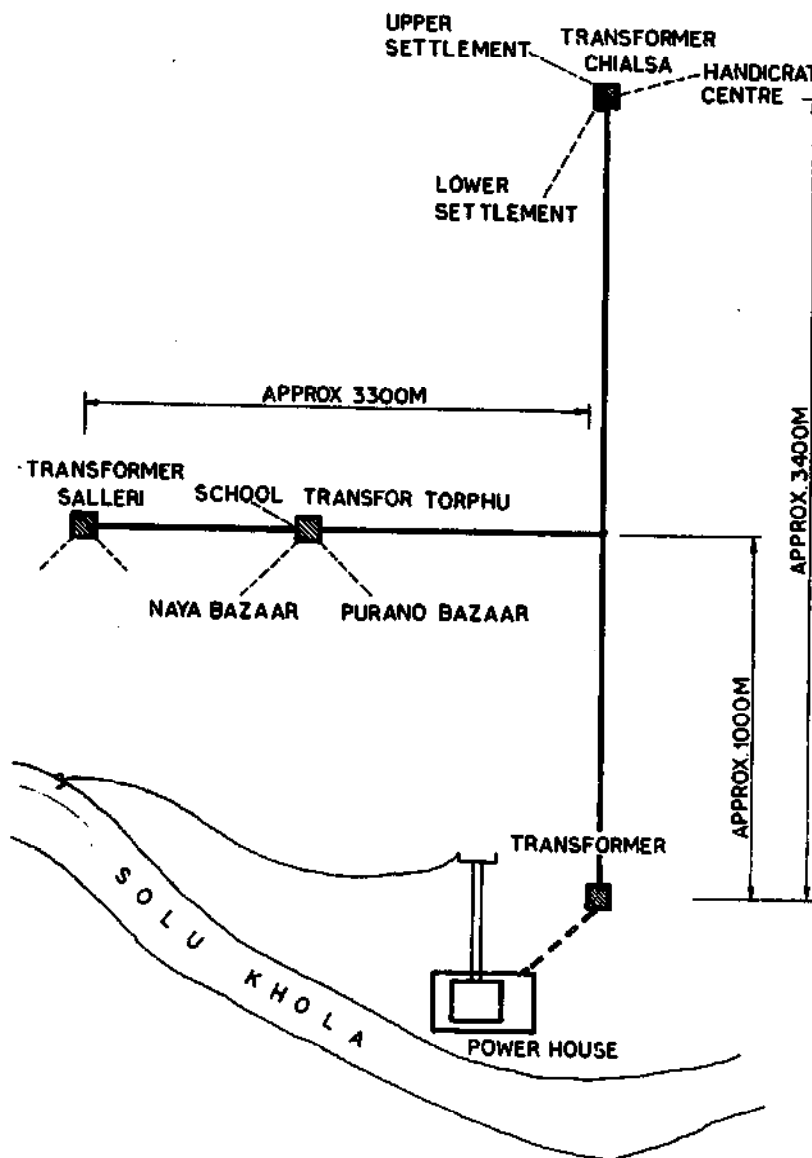 UPPER
SETTLEMENT
TRANSFORMER
CHIALSA
HANDICRAT
CENTRE
LOWER
SETTLEMENT
APPROX 3300M
APPROX. 3400M
TRANSFORMER
SALLERI
SCHOOL
TRANSFOR TORPHU
NAYA BAZAAR
PURANO BAZAAR
APPROX. 1000M
TRANSFORMER
SOLU KHOLA
POWER HOUSE